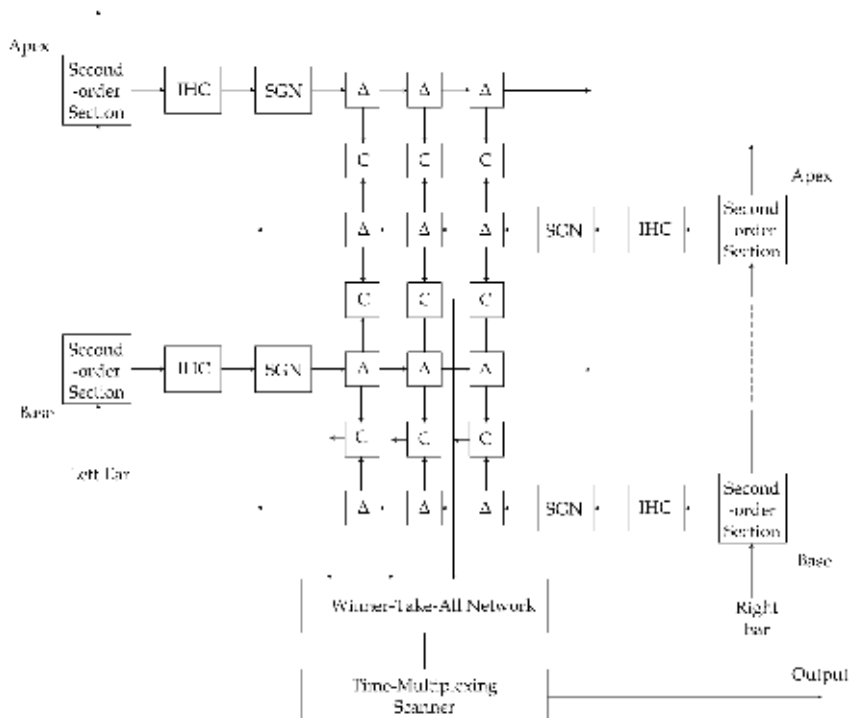 Apex
Second
-order
Section
IHC
SGN
Δ
Δ
Δ
C
C
C
Apex
Δ
Δ
Δ
SGN
IHC
Second
-order
Section
C
C
C
Second
-order
Section
IHC
SGN
Δ
Δ
Δ
Base
C
C
C
Left Ear
Δ
Δ
Δ
SGN
IHC
Second
-order
Section
Base
Winner-Take-All Network
Right
Ear
Time-Multiplexing
Scanner
Output